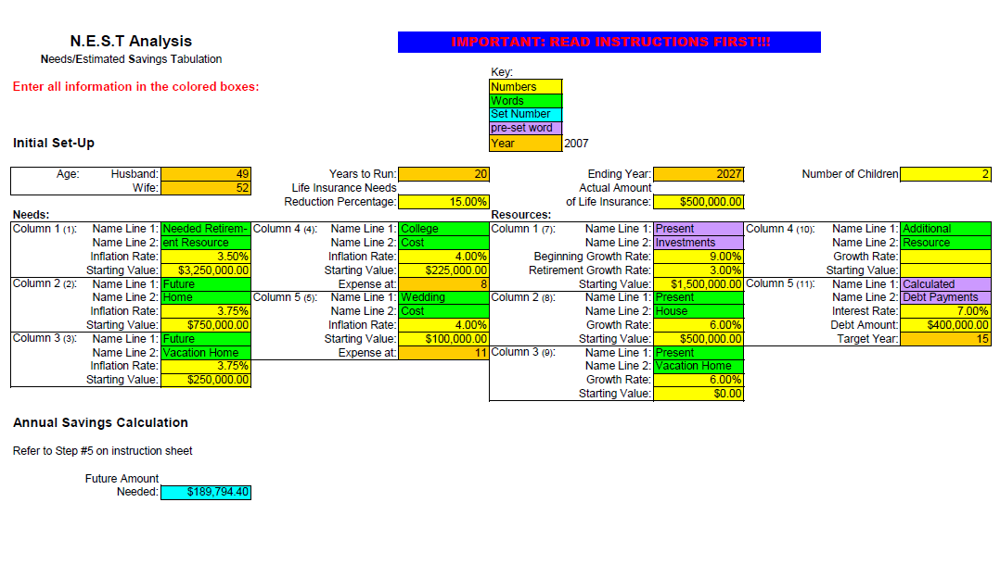 N.E.S.T Analysis
IMPORTANT: READ INSTRUCTIONS FIRST!!!
Needs/Estimated Savings Tabulation
Key:
Enter all information in the colored boxes:
Numbers
Words
Set Number
pre-set word
Initial Set-Up
Year 2007
Age: Husband: 49 Years to Run: 20 Ending Year: 2027 Number of Children 2
Wife: 52 Life Insurance Needs Actual Amount
Reduction Percentage: 15.00% of Life Insurance: $500,000.00
Needs: Resources:
Column 1 (1): Name Line 1: Needed Retirem- Column 4 (4): Name Line 1: College Column 1 (7): Name Line 1: Present Column 4 (10): Name Line 1: Additional
Name Line 2: ent Resource Name Line 2: Cost Name Line 2: Investments Name Line 2: Resource
Inflation Rate: 3.50% Inflation Rate: 4.00% Beginning Growth Rate: 9.00% Growth Rate:
Starting Value: $3,250,000.00 Starting Value: $225,000.00 Retirement Growth Rate: 3.00% Starting Value:
Column 2 (2): Name Line 1: Future Expense at: 8 Starting Value: $1,500,000.00 Column 5 (11): Name Line 1: Calculated
Name Line 2: Home Column 5 (5): Name Line 1: Wedding Column 2 (8): Name Line 1: Present Name Line 2: Debt Payments
Inflation Rate: 3.75% Name Line 2: Cost Name Line 2: House Interest Rate: 7.00%
Starting Value: $750,000.00 Inflation Rate: 4.00% Growth Rate: 6.00% Debt Amount: $400,000.00
Column 3 (3): Name Line 1: Future Starting Value: $100,000.00 Starting Value: $500,000.00 Target Year: 15
Name Line 2: Vacation Home Expense at: 11 Column 3 (9): Name Line 1: Present
Inflation Rate: 3.75% Name Line 2: Vacation Home
Starting Value: $250,000.00 Growth Rate: 6.00%
Starting Value: $0.00
Annual Savings Calculation
Refer to Step #5 on instruction sheet
Future Amount
Needed: $189,794.40